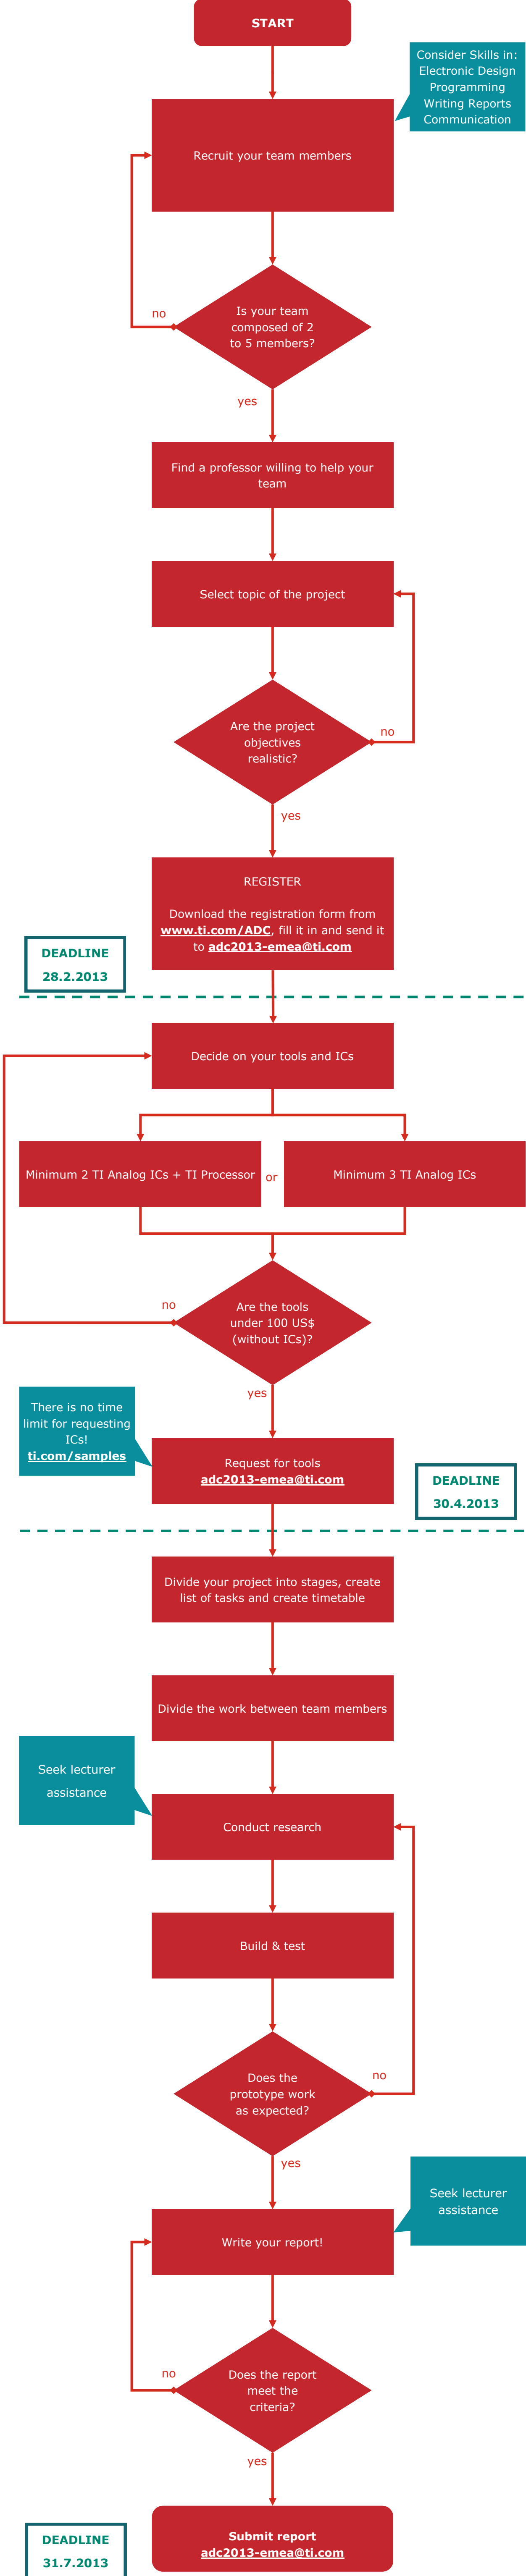 START
Consider Skills in:
Electronic Design
Programming
Writing Reports
Communication
Recruit your team members
no
Is your team
composed of 2
to 5 members?
yes
Find a professor willing to help your
team
Select topic of the project
Are the project
objectives
realistic?
no
yes
REGISTER
Download the registration form from
www.ti.com/ADC, fill it in and send it
to adc2013-emea@ti.com
DEADLINE
28.2.2013
Decide on your tools and ICs
Minimum 2 TI Analog ICs + TI Processor
or
Minimum 3 TI Analog ICs
no
Are the tools
under 100 US$
(without ICs)?
yes
There is no time
limit for requesting
ICs!
ti.com/samples
Request for tools
adc2013-emea@ti.com
DEADLINE
30.4.2013
Divide your project into stages, create
list of tasks and create timetable
Divide the work between team members
Seek lecturer
assistance
Conduct research
Build & test
Does the
prototype work
as expected?
no
yes
Seek lecturer
assistance
Write your report!
no
Does the report
meet the
criteria?
yes
Submit report
adc2013-emea@ti.com
DEADLINE
31.7.2013